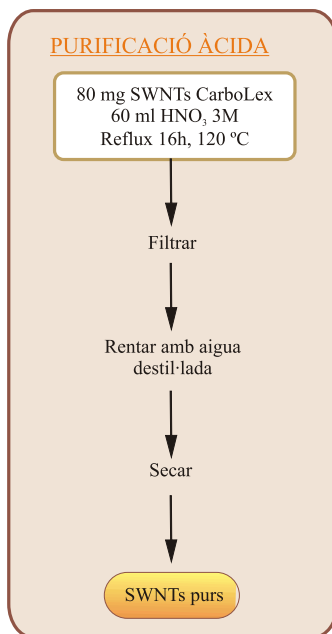 PURIFICACIÓ ÀCIDA
80 mg SWNTs CarboLex
60 ml HNO₃ 3M
Reflux 16h, 120 ºC
Filtrar
Rentar amb aigua
destil·lada
Secar
SWNTs purs